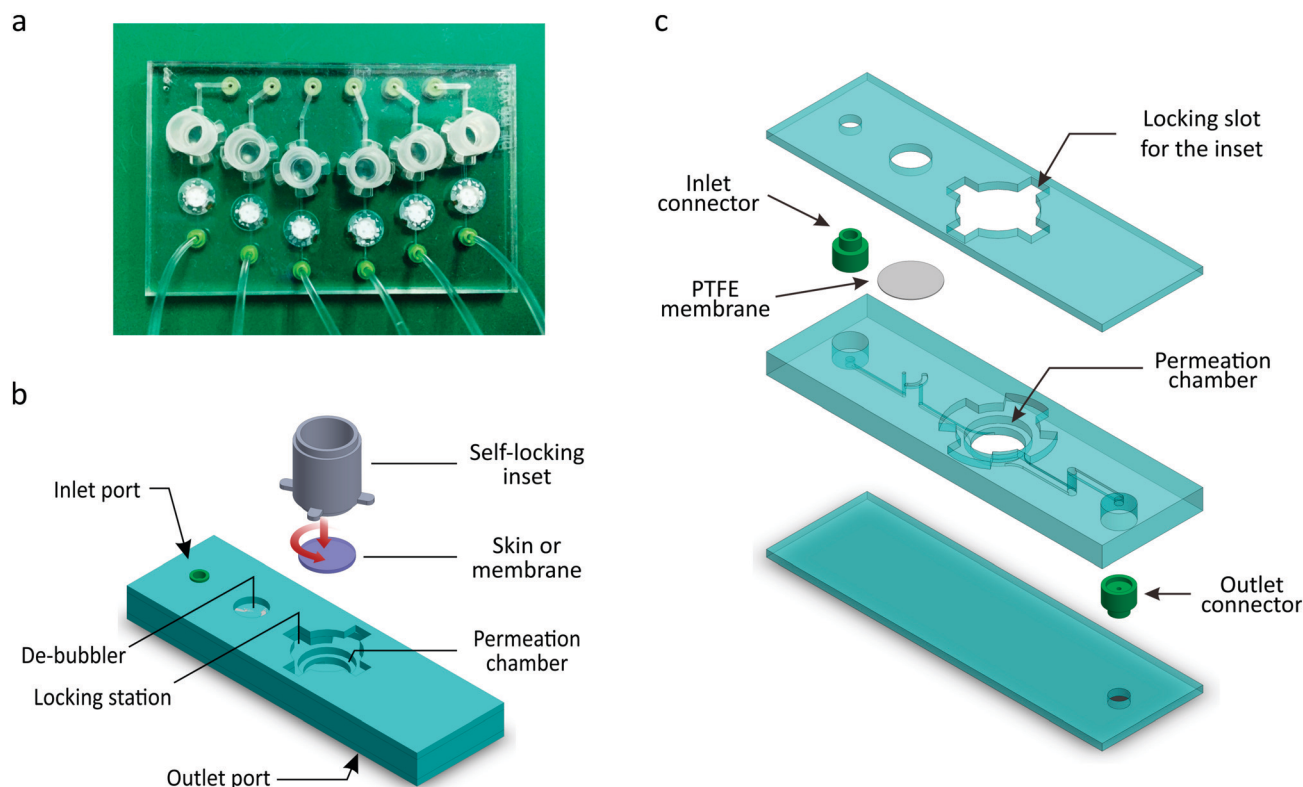 a
b
Inlet port
Self-locking
inset
Skin or
membrane
De-bubbler
Locking station
Permeation
chamber
Outlet port
c
Locking slot
for the inset
Inlet
connector
PTFE
membrane
Permeation
chamber
Outlet
connector